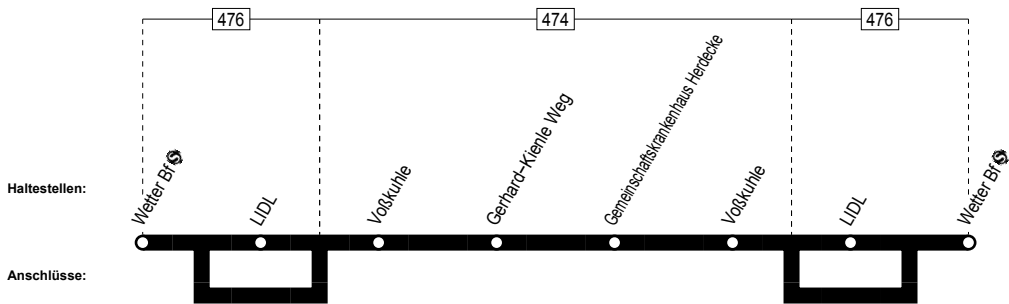 476
474
476
Haltestellen:
Wetter Bf S
LIDL
Voßkuhle
Gerhard-Kienle Weg
Gemeinschaftskrankenhaus Herdecke
Voßkuhle
LIDL
Wetter Bf S
Anschlüsse: